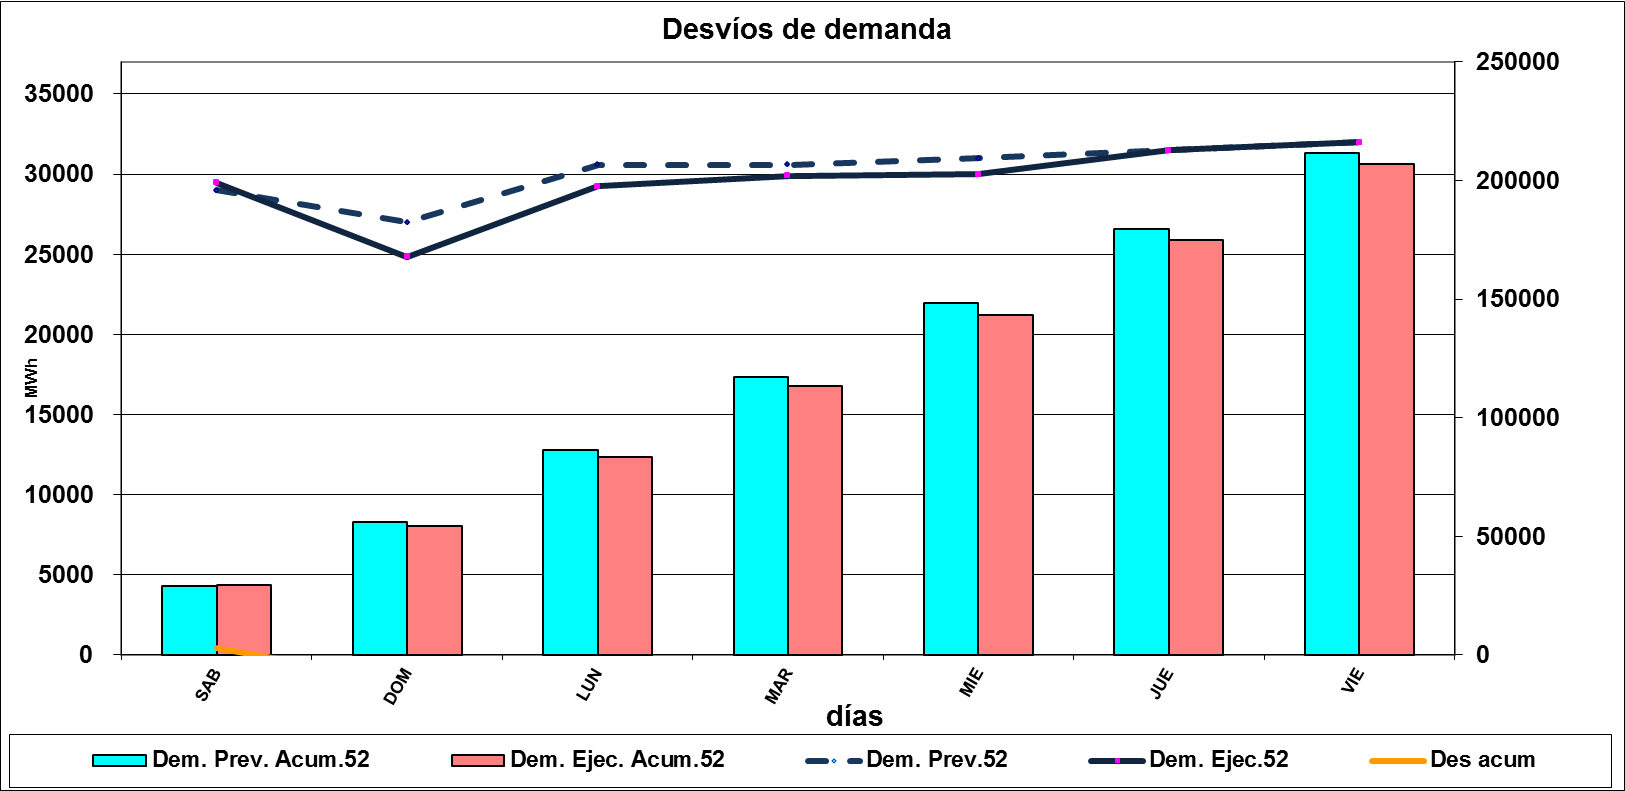 Desvíos de demanda
35000
30000
25000
20000
15000
10000
5000
0
MWh
250000
200000
150000
100000
50000
0
SAB
DOM
LUN
MAR
MIE
JUE
VIE
días
Dem. Prev. Acum.52
Dem. Ejec. Acum.52
Dem. Prev.52
Dem. Ejec.52
Des acum